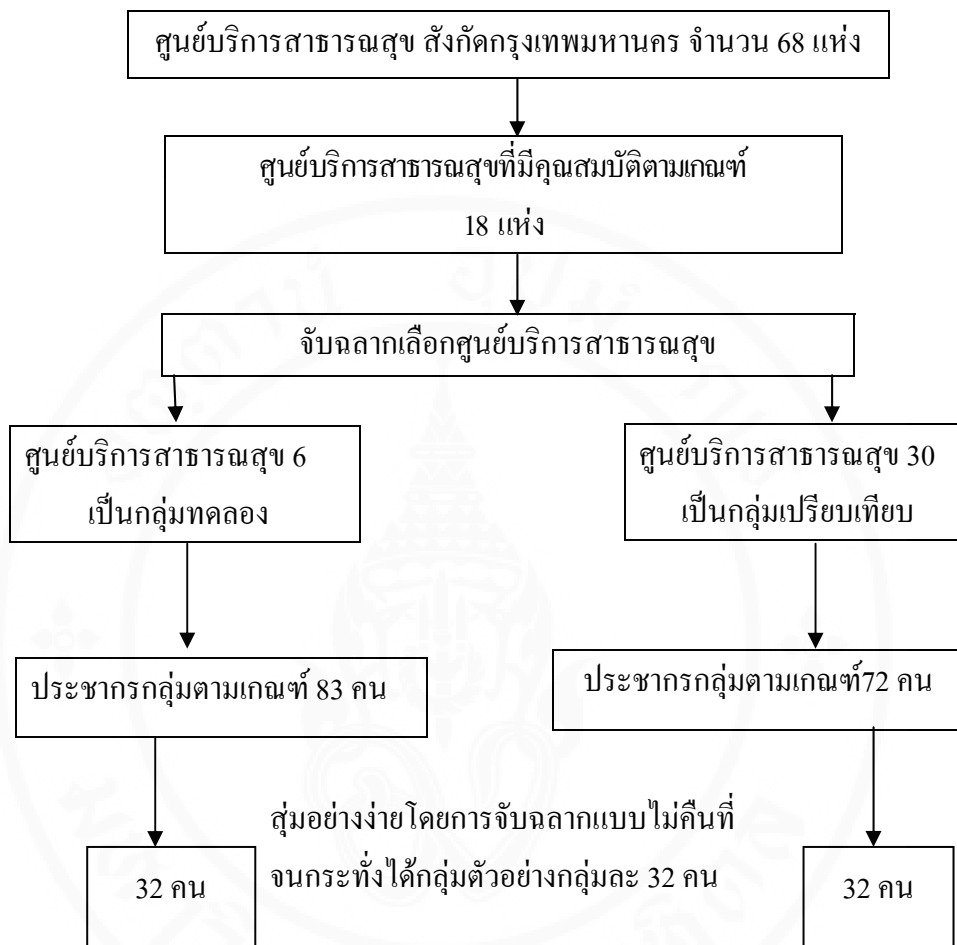 ศูนย์บริการสาธารณสุข สังกัดกรุงเทพมหานคร จำนวน 68 แห่ง
ศูนย์บริการสาธารณสุขที่มีคุณสมบัติตามเกณฑ์
18 แห่ง
จับฉลากเลือกศูนย์บริการสาธารณสุข
ศูนย์บริการสาธารณสุข 6
เป็นกลุ่มทดลอง
ศูนย์บริการสาธารณสุข 30
เป็นกลุ่มเปรียบเทียบ
ประชากรกลุ่มตามเกณฑ์ 83 คน
ประชากรกลุ่มตามเกณฑ์72 คน
สุ่มอย่างง่ายโดยการจับฉลากแบบไม่คืนที่
จนกระทั่งได้กลุ่มตัวอย่างกลุ่มละ 32 คน
32 คน
32 คน